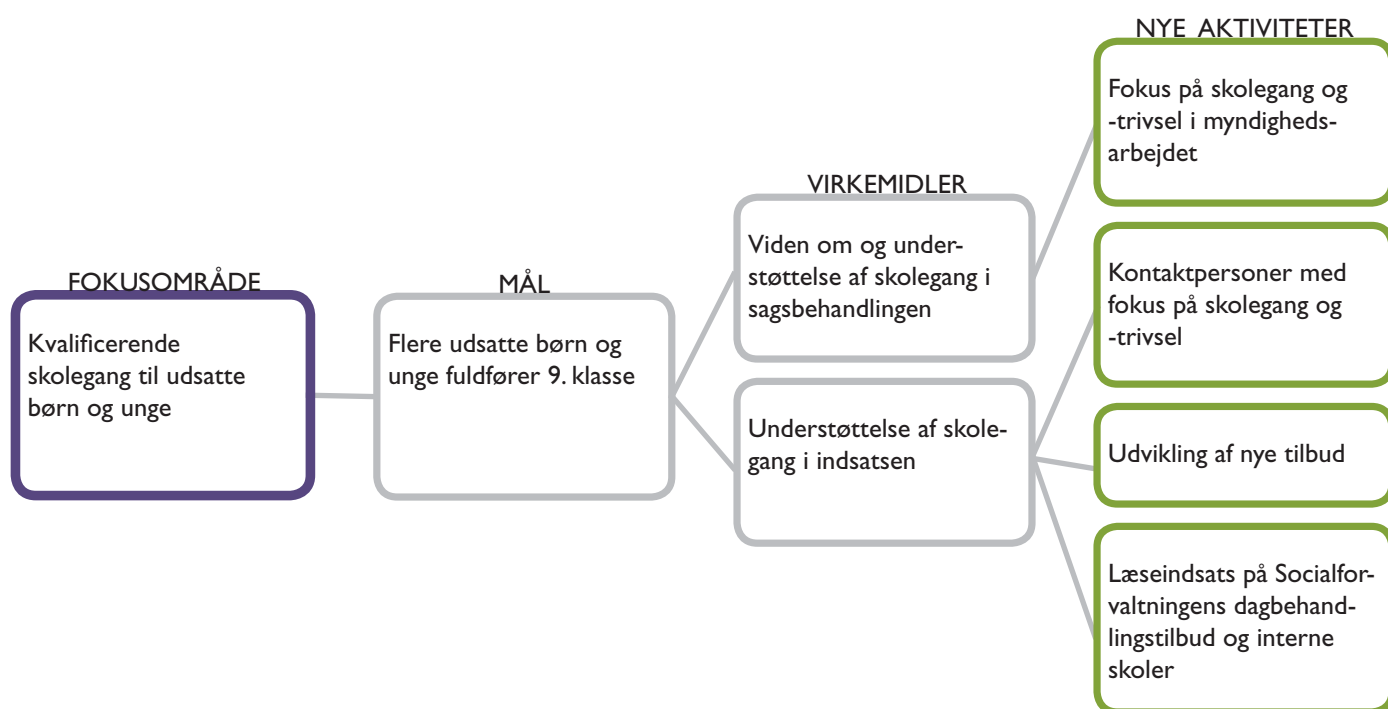 FOKUSOMRÅDE
Kvalificerende
skolegang til udsatte
børn og unge
MÅL
Flere udsatte børn og
unge fuldfører 9. klasse
VIRKEMIDLER
Viden om og under-
støttelse af skolegang i
sagsbehandlingen
Understøttelse af skole-
gang i indsatsen
NYE AKTIVITETER
Fokus på skolegang og
-trivsel i myndigheds-
arbejdet
Kontaktpersoner med
fokus på skolegang og
-trivsel
Udvikling af nye tilbud
Læseindsats på Socialfor-
valtningens dagbehand-
lingstilbud og interne
skoler